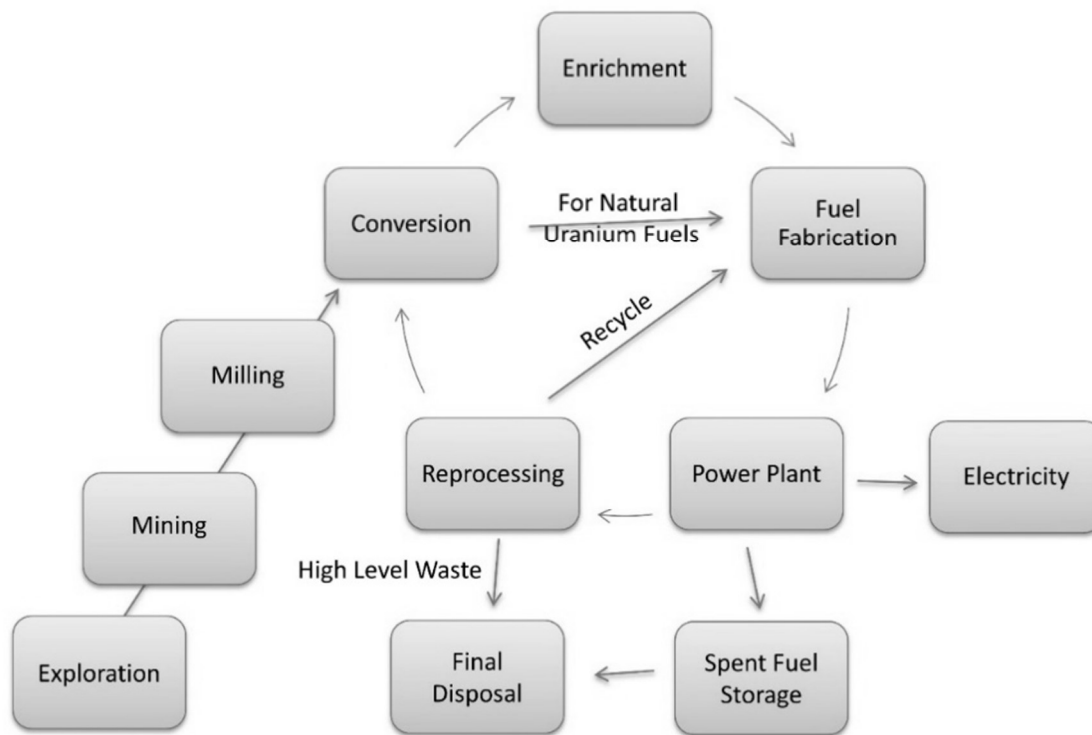 Enrichment
Conversion
For Natural
Uranium Fuels
Fuel
Fabrication
Recycle
Milling
Reprocessing
Power Plant
Electricity
Mining
High Level Waste
Exploration
Final
Disposal
Spent Fuel
Storage